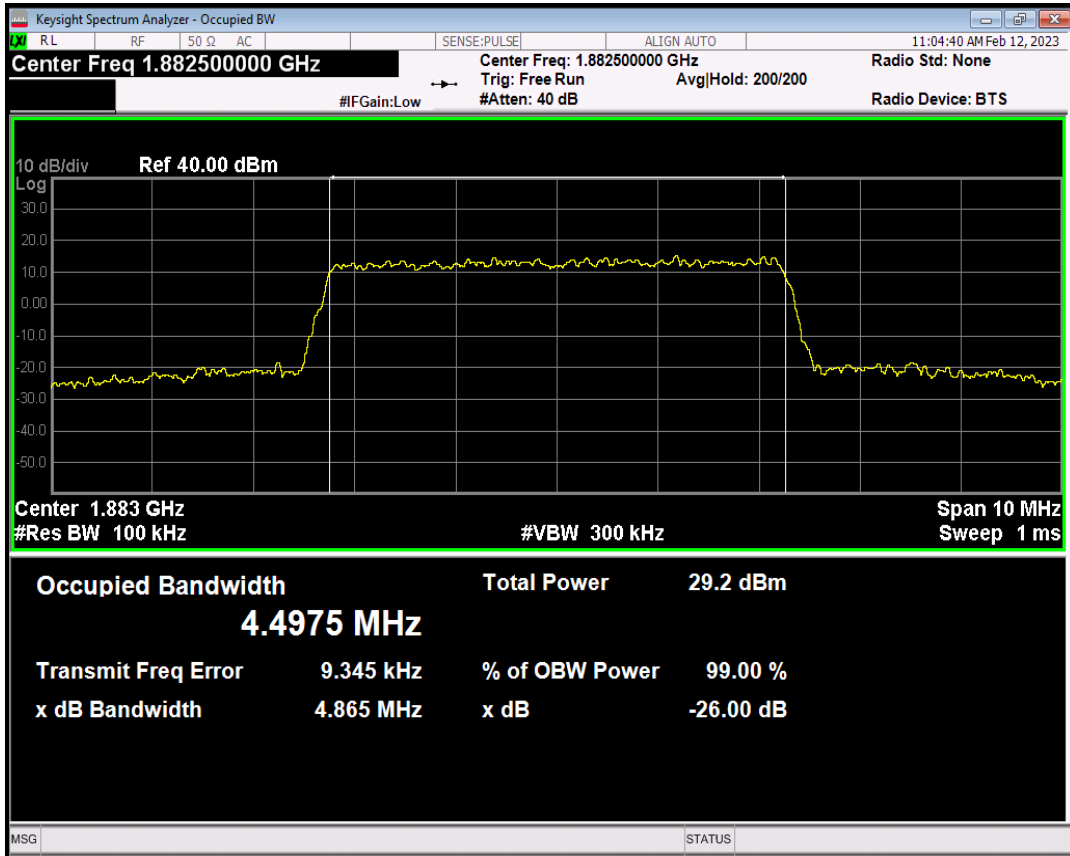 Keysight Spectrum Analyzer - Occupied BW
LXI RL RF 50 Ω AC SENSE:PULSE ALIGN AUTO 11:04:40 AM Feb 12, 2023
Center Freq 1.882500000 GHz Center Freq: 1.882500000 GHz Radio Std: None
Trig: Free Run Avg|Hold: 200/200
#IFGain:Low #Atten: 40 dB Radio Device: BTS
10 dB/div Ref 40.00 dBm
Log
30.0
20.0
10.0
0.00
-10.0
-20.0
-30.0
-40.0
-50.0
Center 1.883 GHz Span 10 MHz
#Res BW 100 kHz #VBW 300 kHz Sweep 1 ms
Occupied Bandwidth Total Power 29.2 dBm
4.4975 MHz
Transmit Freq Error 9.345 kHz % of OBW Power 99.00 %
x dB Bandwidth 4.865 MHz x dB -26.00 dB
MSG STATUS